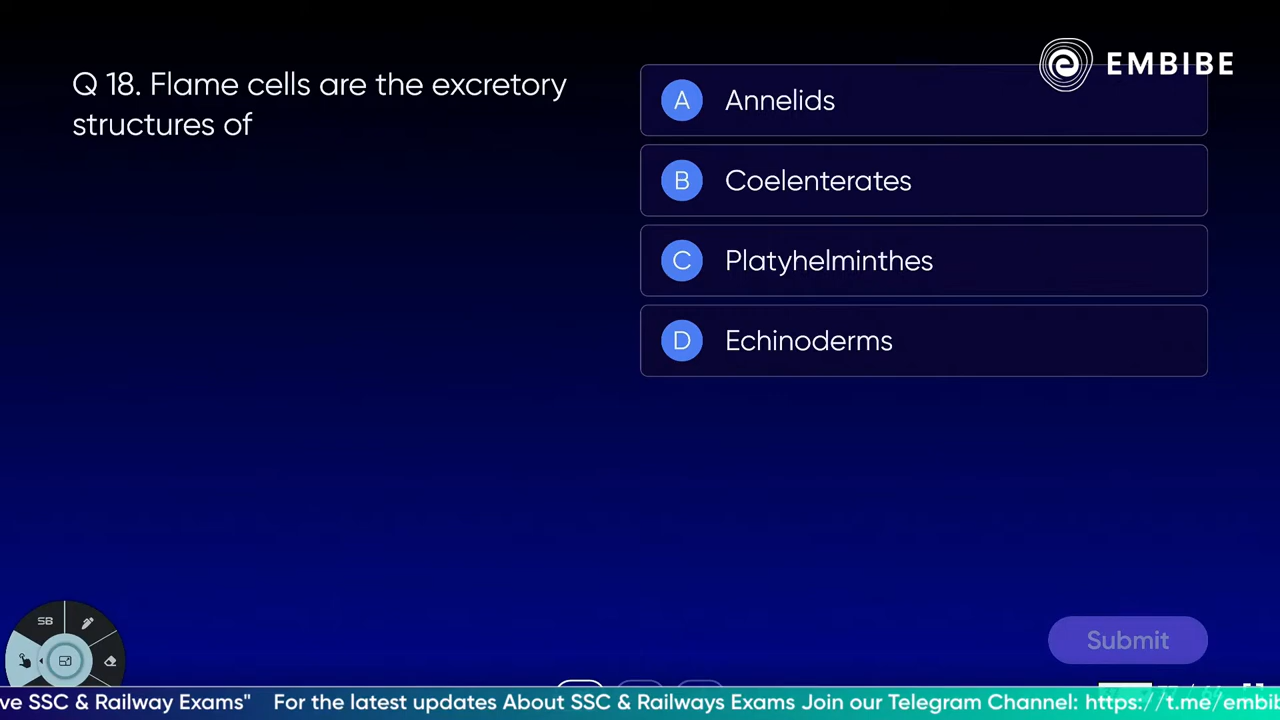 EMBIBE
Q 18. Flame cells are the excretory
structures of
A Annelids
B Coelenterates
C Platyhelminthes
D Echinoderms
SB
Submit
ve SSC & Railway Exams" For the latest updates About SSC & Railways Exams Join our Telegram Channel: https://t.me/embib